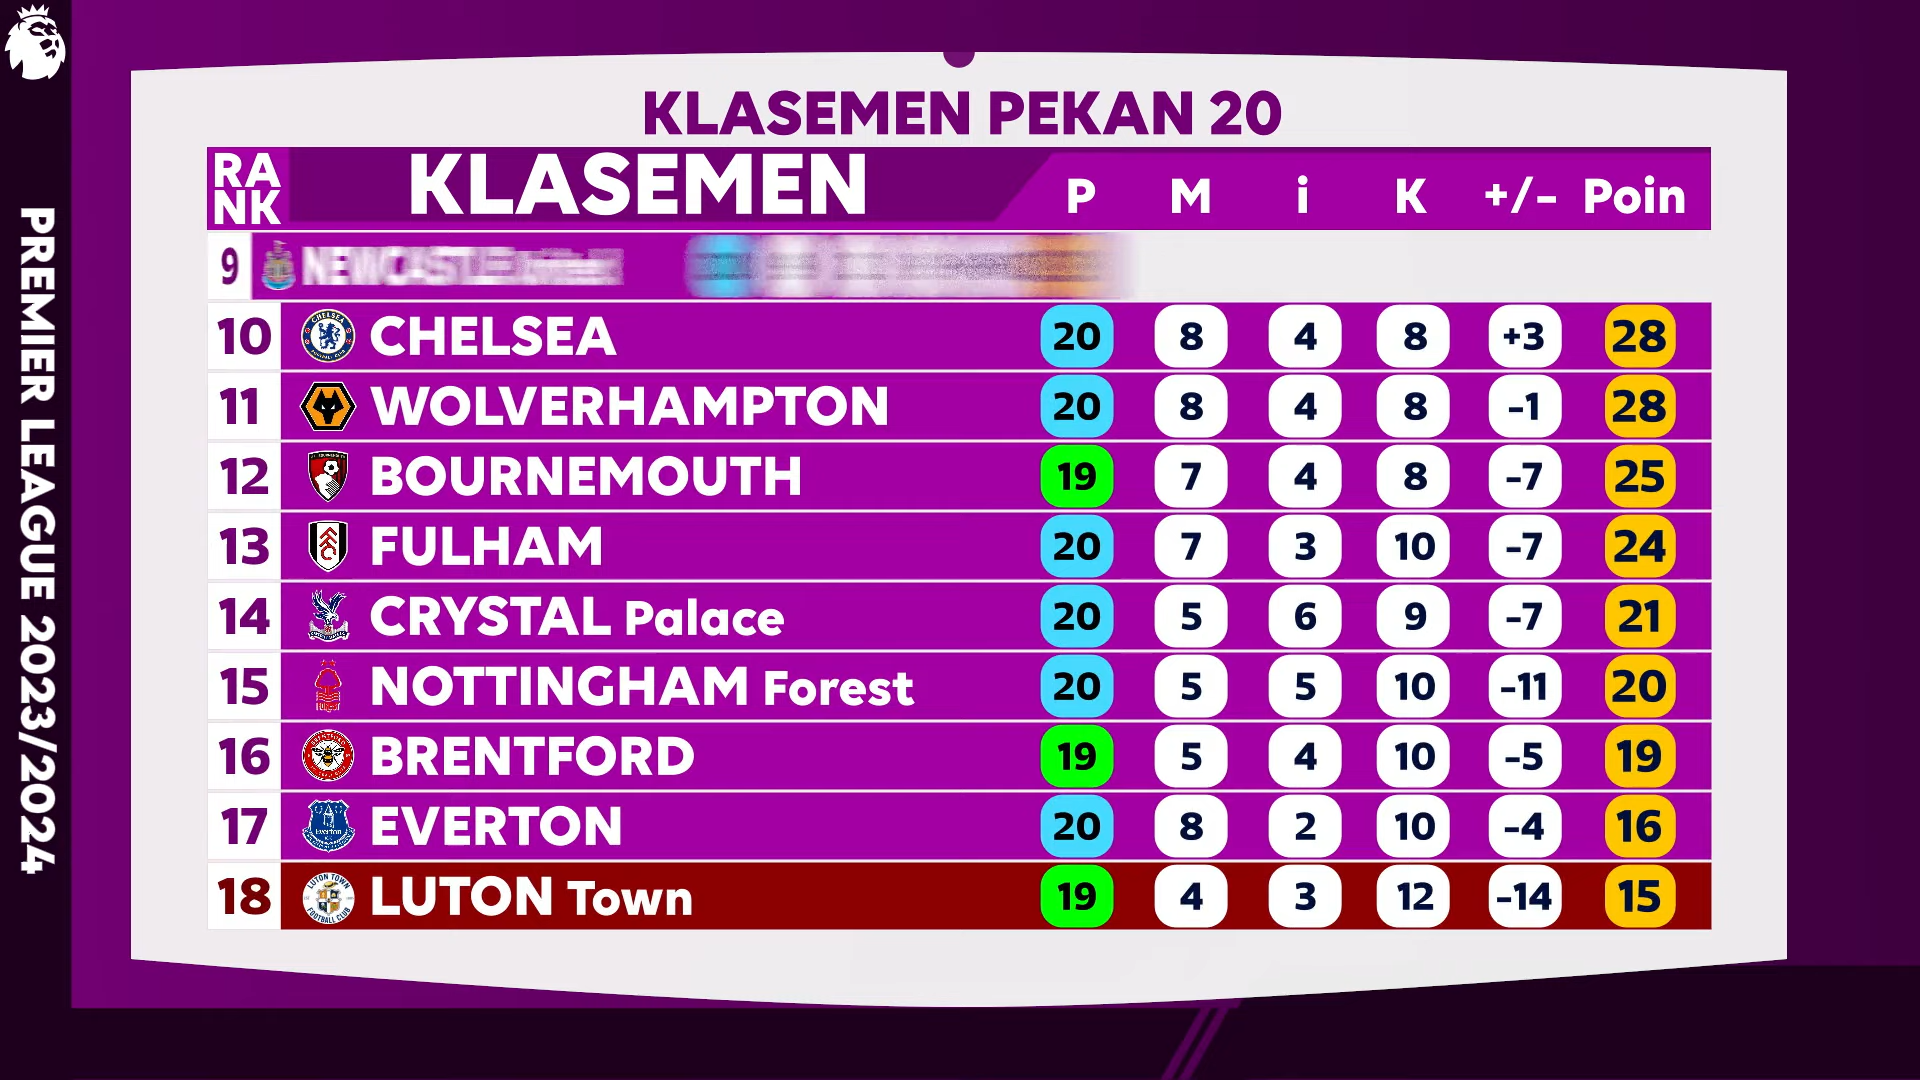 PREMIER LEAGUE 2023/2024
KLASEMEN PEKAN 20
RANK KLASEMEN P M i K +/- Poin
9 NEWCASTLE
10 CHELSEA 20 8 4 8 +3 28
11 WOLVERHAMPTON 20 8 4 8 -1 28
12 BOURNEMOUTH 19 7 4 8 -7 25
13 FULHAM 20 7 3 10 -7 24
14 CRYSTAL Palace 20 5 6 9 -7 21
15 NOTTINGHAM Forest 20 5 5 10 -11 20
16 BRENTFORD 19 5 4 10 -5 19
17 EVERTON 20 8 2 10 -4 16
18 LUTON Town 19 4 3 12 -14 15